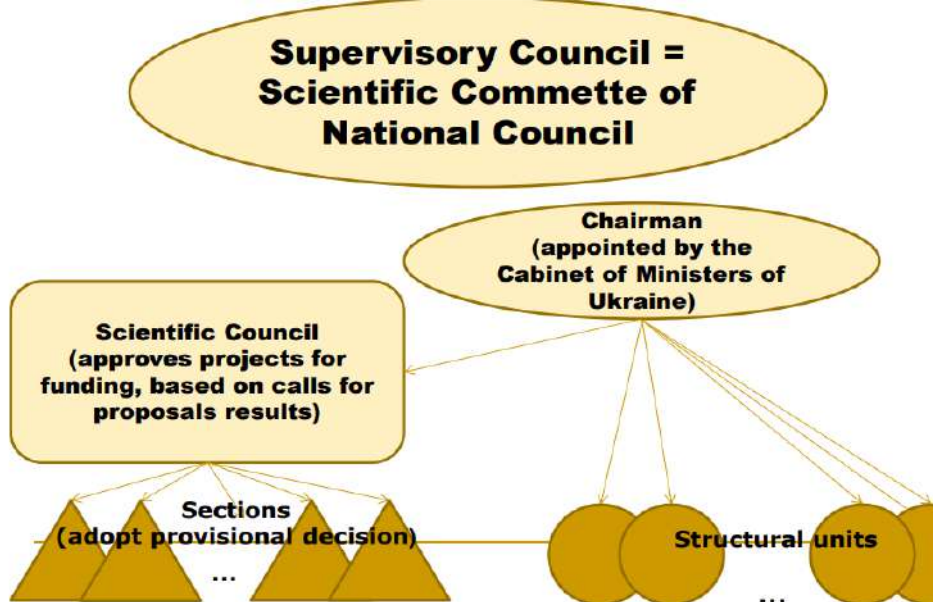 Supervisory Council =
Scientific Commette of
National Council
Chairman
(appointed by the
Cabinet of Ministers of
Ukraine)
Scientific Council
(approves projects for
funding, based on calls for
proposals results)
Sections
(adopt provisional decision)
...
Structural units
...